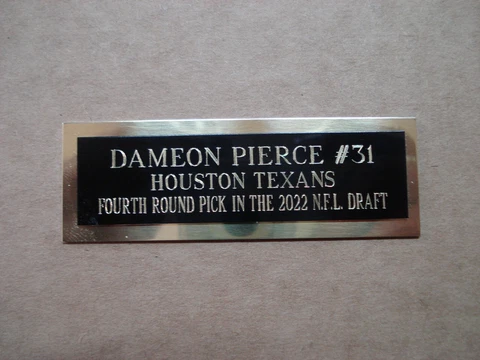 DAMEON PIERCE #31
HOUSTON TEXANS
FOURTH ROUND PICK IN THE 2022 N.F.L. DRAFT